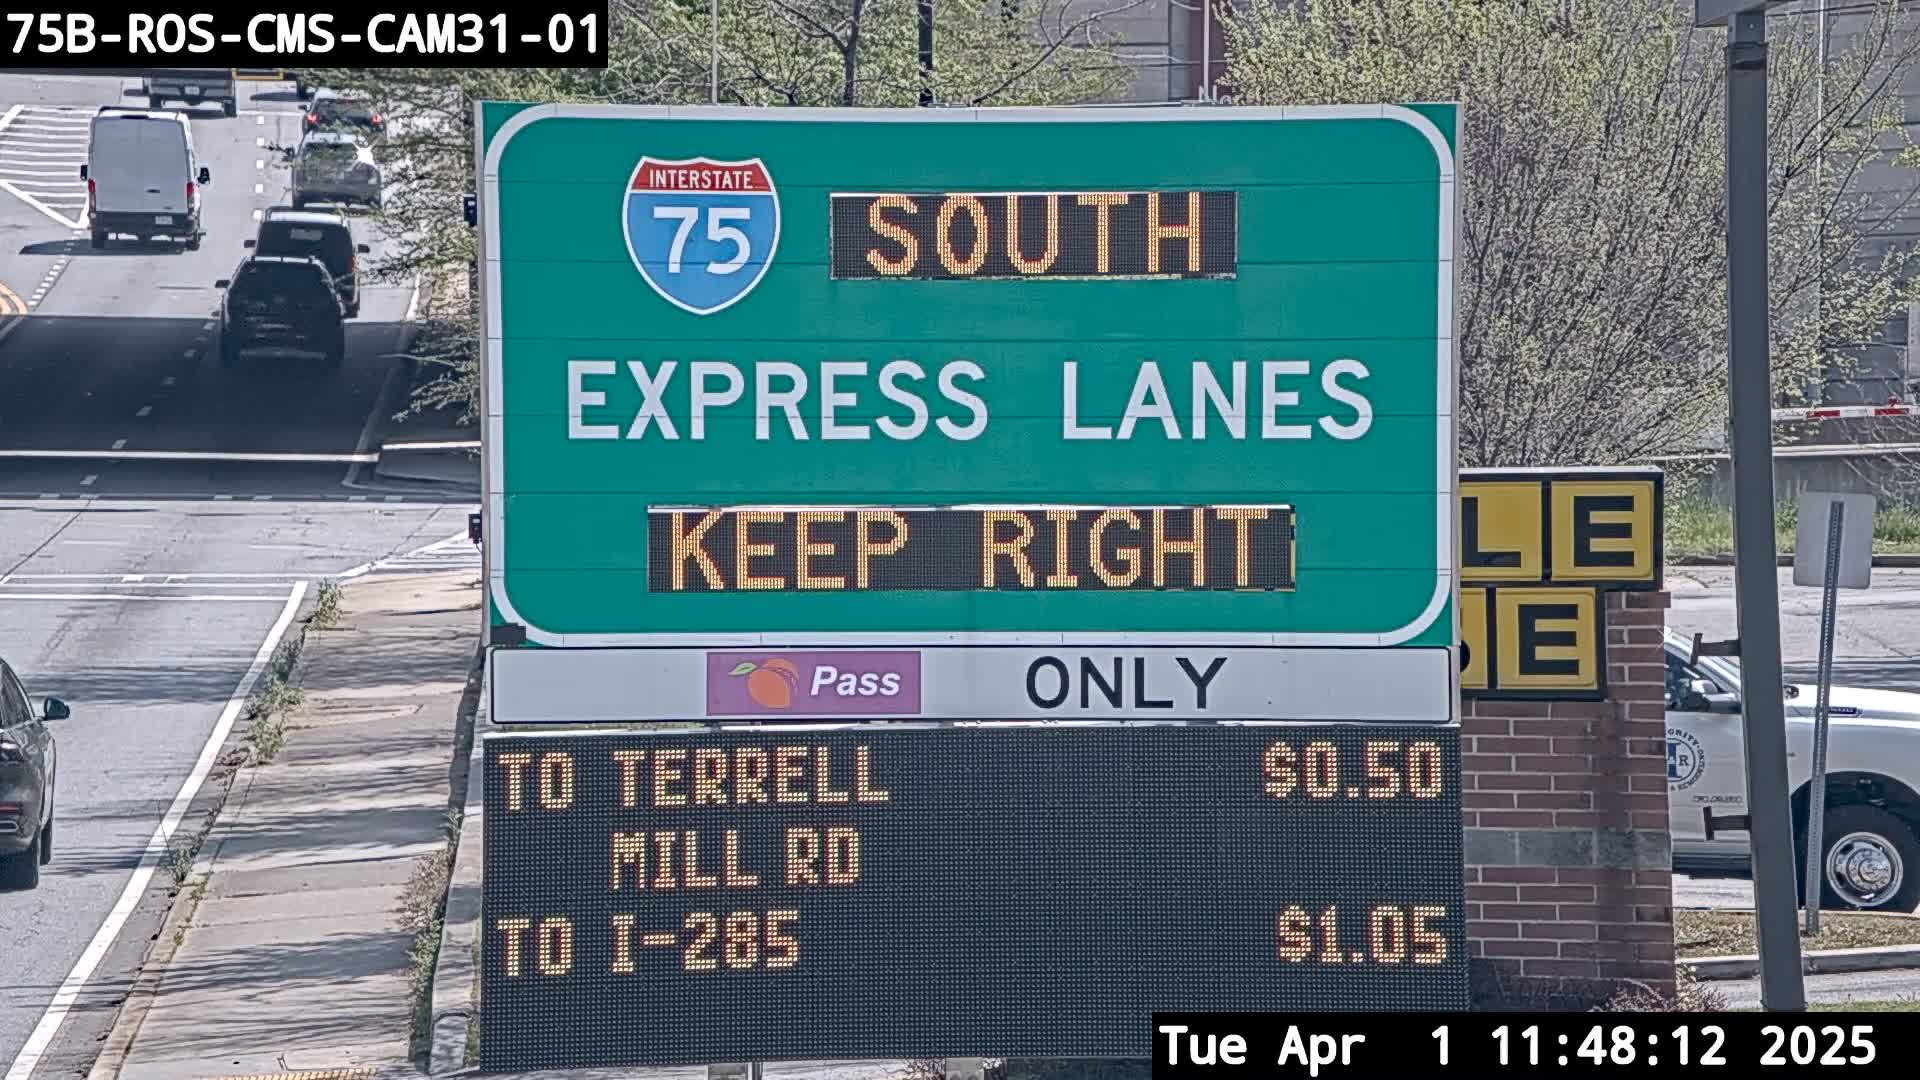 75B-ROS-CMS-CAM31-01
INTERSTATE
75
SOUTH
EXPRESS LANES
KEEP RIGHT
Pass ONLY
LE
E
TO TERRELL $0.50
MILL RD
TO I-285 $1.05
Tue Apr 1 11:48:12 2025